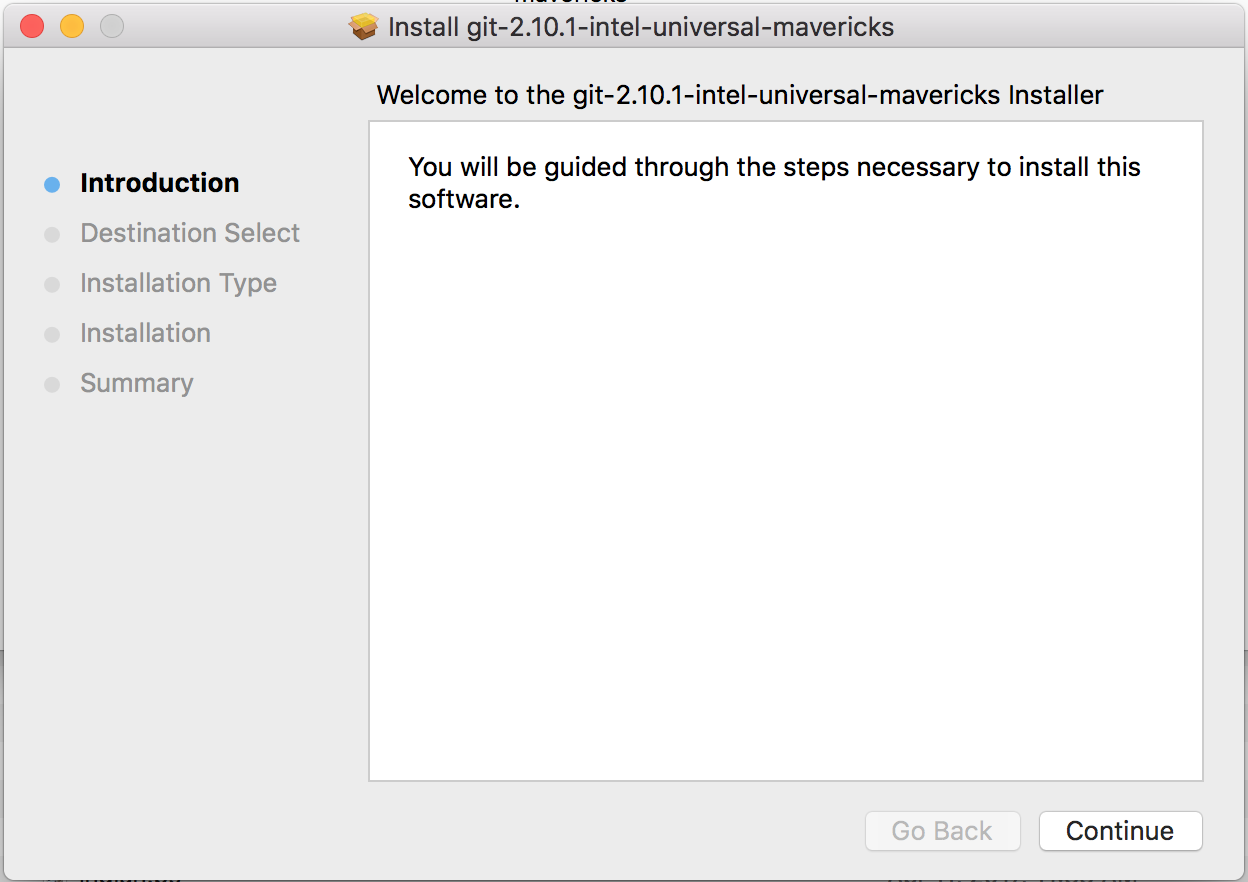 mavericks
Install git-2.10.1-intel-universal-mavericks
Welcome to the git-2.10.1-intel-universal-mavericks Installer
You will be guided through the steps necessary to install this
software.
Introduction
Destination Select
Installation Type
Installation
Summary
Go Back
Continue